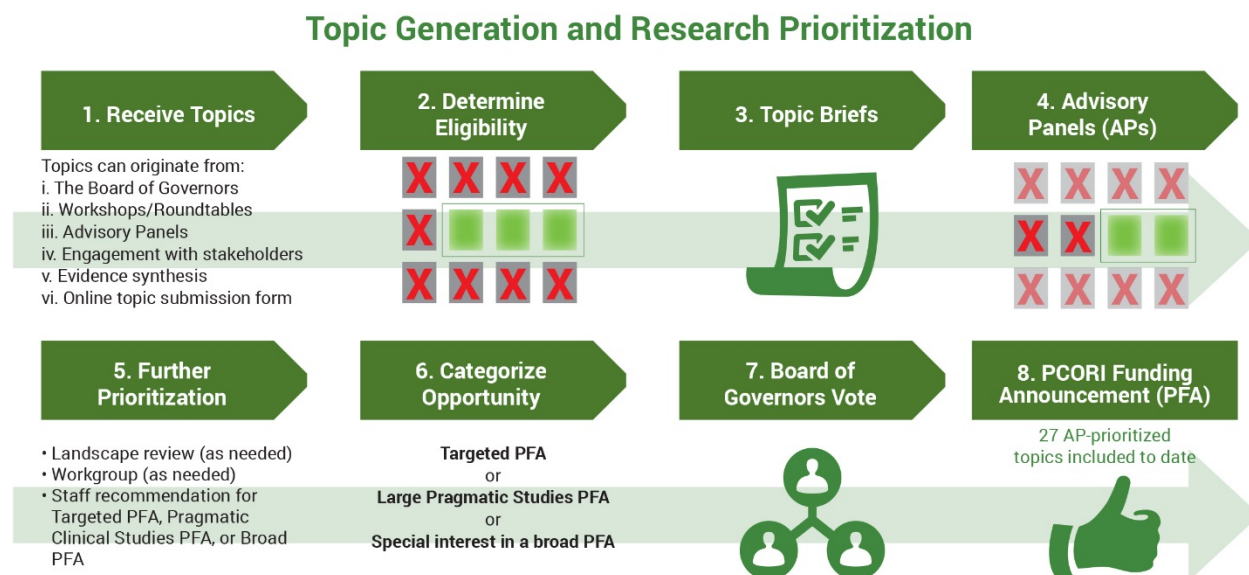 Topic Generation and Research Prioritization
1. Receive Topics
Topics can originate from:
i. The Board of Governors
ii. Workshops/Roundtables
iii. Advisory Panels
iv. Engagement with stakeholders
v. Evidence synthesis
vi. Online topic submission form
2. Determine
Eligibility
X X X X
X
X X X X
3. Topic Briefs
4. Advisory
Panels (APs)
X X X X
X X
X X X X
5. Further
Prioritization
• Landscape review (as needed)
• Workgroup (as needed)
• Staff recommendation for
Targeted PFA, Pragmatic
Clinical Studies PFA, or Broad
PFA
6. Categorize
Opportunity
Targeted PFA
or
Large Pragmatic Studies PFA
or
Special interest in a broad PFA
7. Board of
Governors Vote
8. PCORI Funding
Announcement (PFA)
27 AP-prioritized
topics included to date